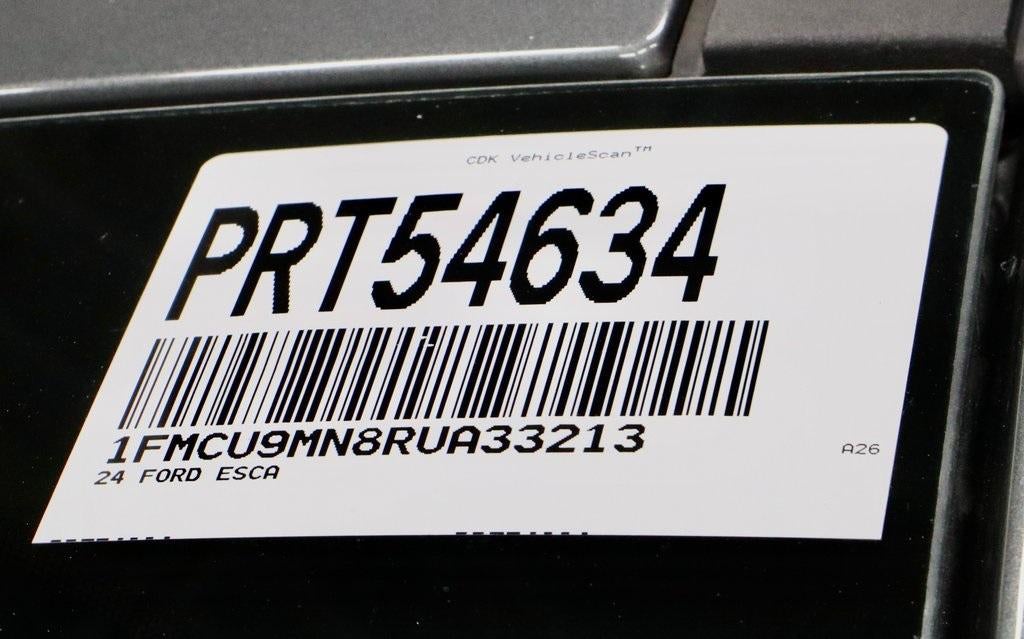 CDK VehicleScan™
PRT54634
1FMCU9MN8RUA33213
24 FORD ESCA
A26